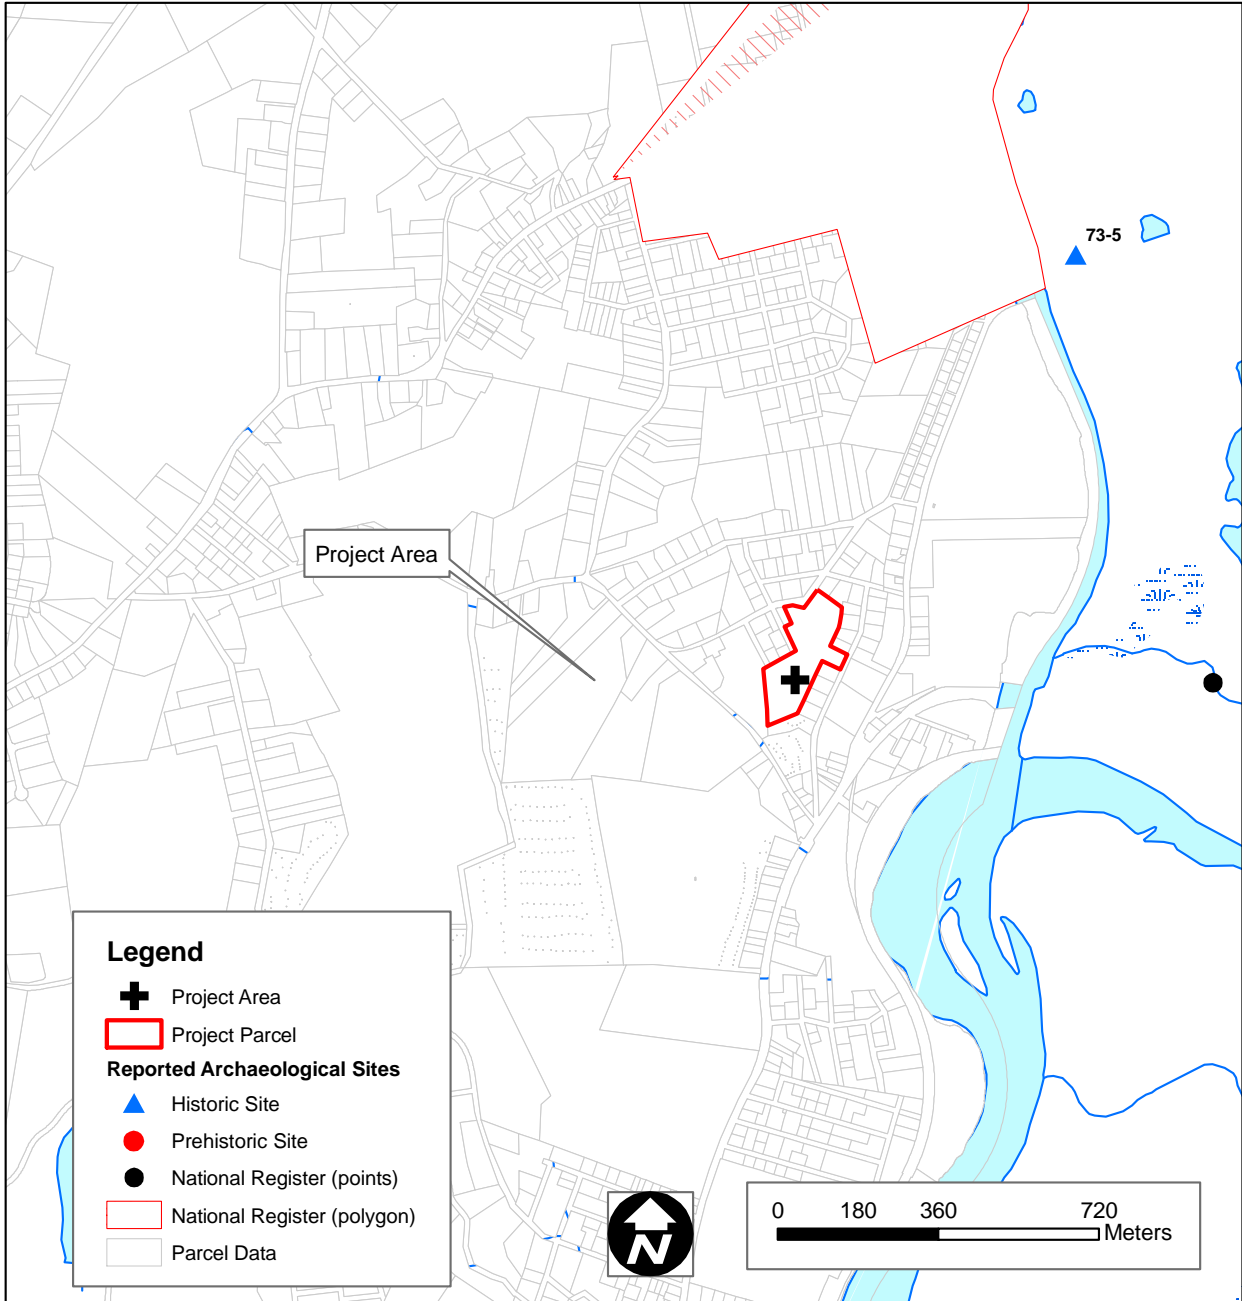 73-5
Project Area
Legend
Project Area
Project Parcel
Reported Archaeological Sites
Historic Site
Prehistoric Site
National Register (points)
National Register (polygon)
Parcel Data
N
0 180 360 720
Meters